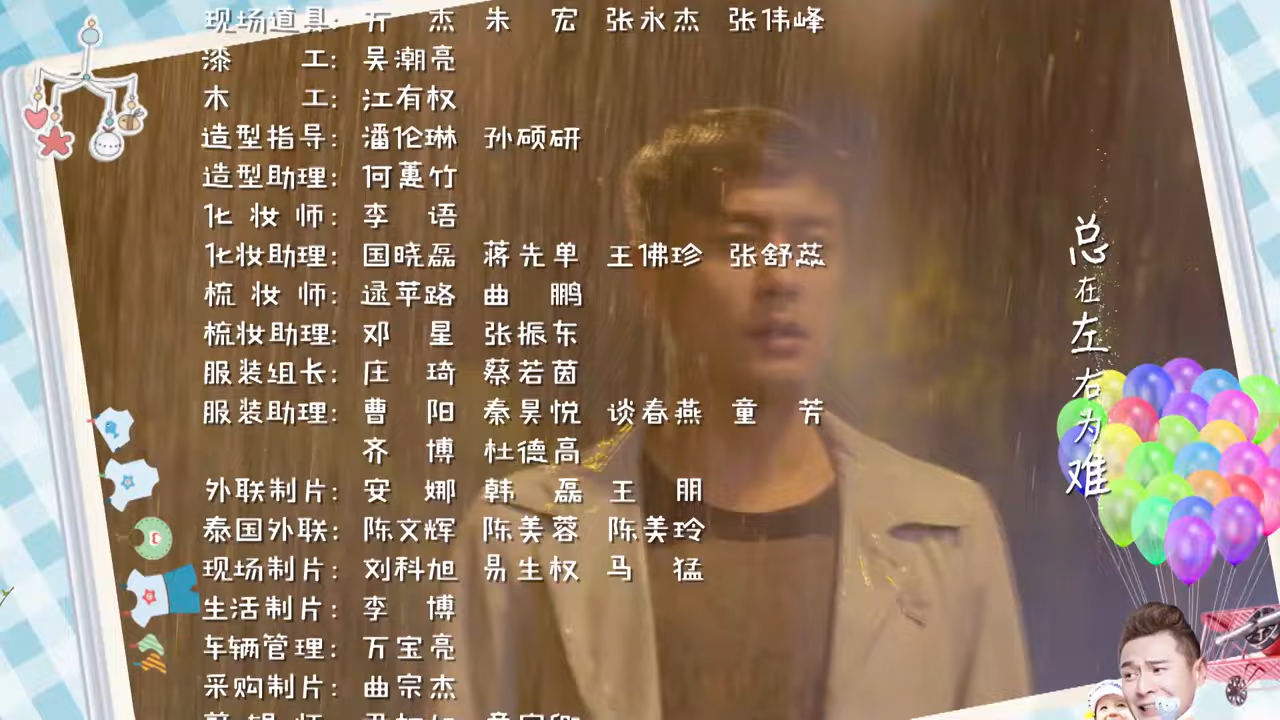 现场道具: 万 杰 朱 宏 张永杰 张伟峰
漆 工: 吴潮亮
木 工: 江有权
造型指导: 潘伦琳 孙硕研
造型助理: 何蕙竹
化 妆 师: 李 语
化妆助理: 国晓磊 蒋先单 王佛珍 张舒蕊
梳 妆 师: 逯苹路 曲 鹏
梳妆助理: 邓 星 张振东
服装组长: 庄 琦 蔡若茵
服装助理: 曹 阳 秦昊悦 谈春燕 童 芳
齐 博 杜德高
外联制片: 安 娜 韩 磊 王 朋
泰国外联: 陈文辉 陈美蓉 陈美玲
现场制片: 刘科旭 易生权 马 猛
生活制片: 李 博
车辆管理: 万宝亮
采购制片: 曲宗杰
总在左右为难